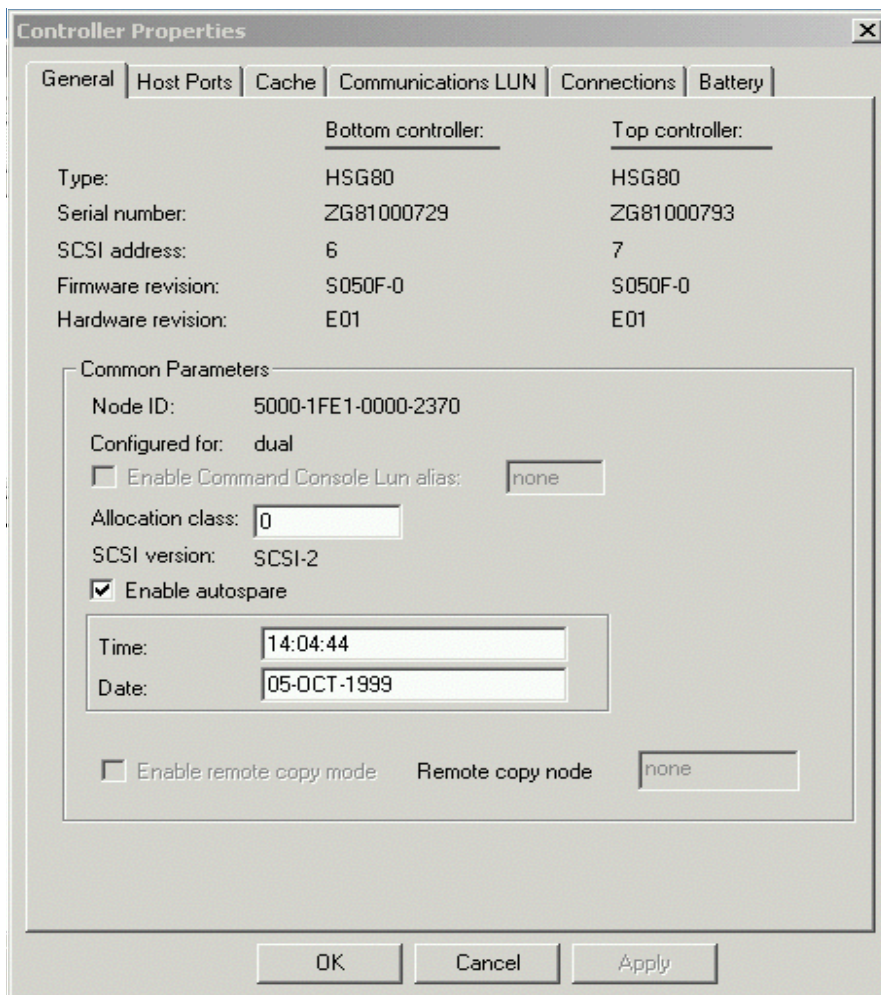 Controller Properties
General Host Ports Cache Communications LUN Connections Battery
Bottom controller: Top controller:
Type: HSG80 HSG80
Serial number: ZG81000729 ZG81000793
SCSI address: 6 7
Firmware revision: S050F-0 S050F-0
Hardware revision: E01 E01
Common Parameters
Node ID: 5000-1FE1-0000-2370
Configured for: dual
Enable Command Console Lun alias: none
Allocation class: 0
SCSI version: SCSI-2
Enable autospare
Time: 14:04:44
Date: 05-OCT-1999
Enable remote copy mode Remote copy node none
OK Cancel Apply